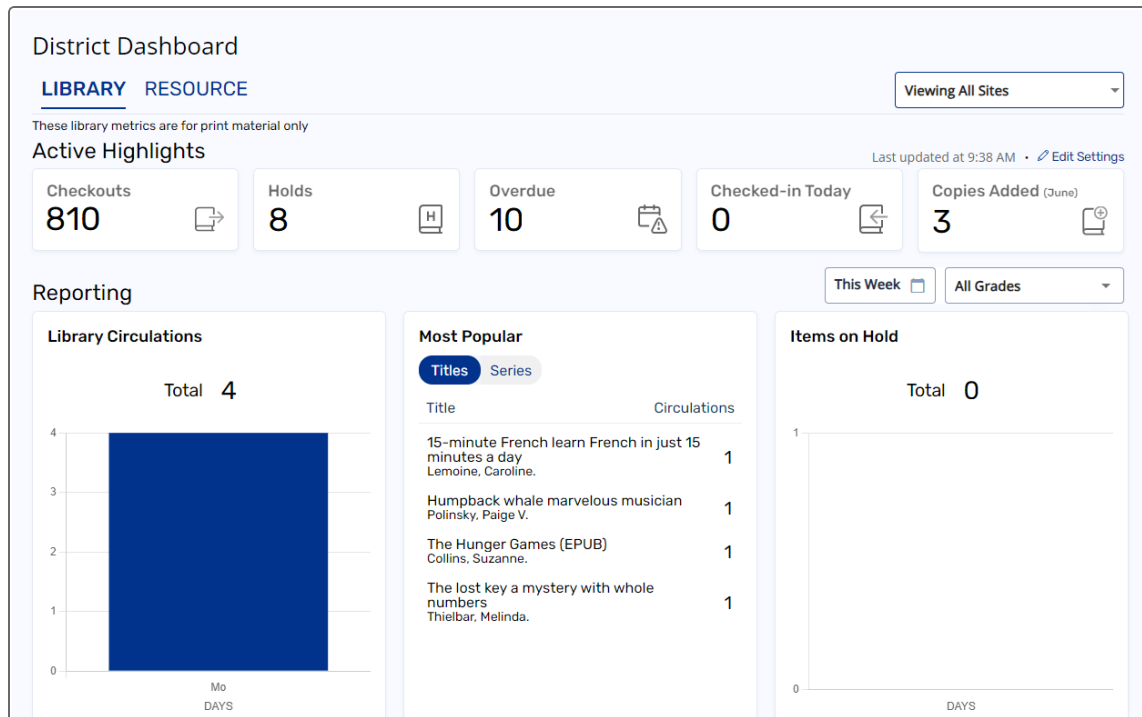 District Dashboard
LIBRARY RESOURCE
Viewing All Sites
These library metrics are for print material only
Active Highlights
Last updated at 9:38 AM • Edit Settings
Checkouts
810
Holds
8
H
Overdue
10
Checked-in Today
0
Copies Added (June)
3
Reporting
This Week
All Grades
Library Circulations
Total 4
4
3
2
1
0
Mo
DAYS
Most Popular
Titles Series
Title Circulations
15-minute French learn French in just 15
minutes a day
Lemoine, Caroline.
1
Humpback whale marvelous musician
Polinsky, Paige V.
1
The Hunger Games (EPUB)
Collins, Suzanne.
1
The lost key a mystery with whole
numbers
Thielbar, Melinda.
1
Items on Hold
Total 0
1
0
DAYS